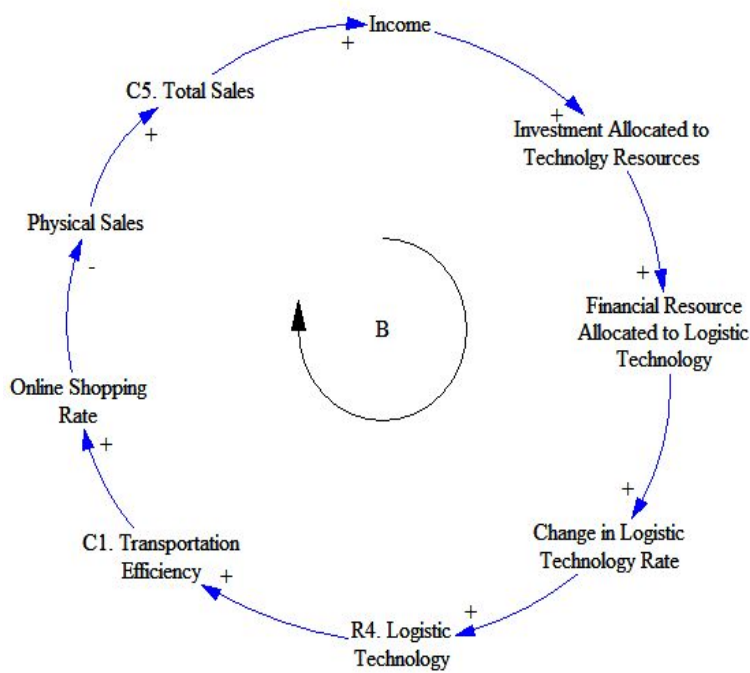 Income
+
Investment Allocated to
Technolgy Resources
+
Financial Resource
Allocated to Logistic
Technology
+
Change in Logistic
Technology Rate
+
R4. Logistic
Technology
+
C1. Transportation
Efficiency
+
Online Shopping
Rate
+
Physical Sales
-
C5. Total Sales
+
+
B